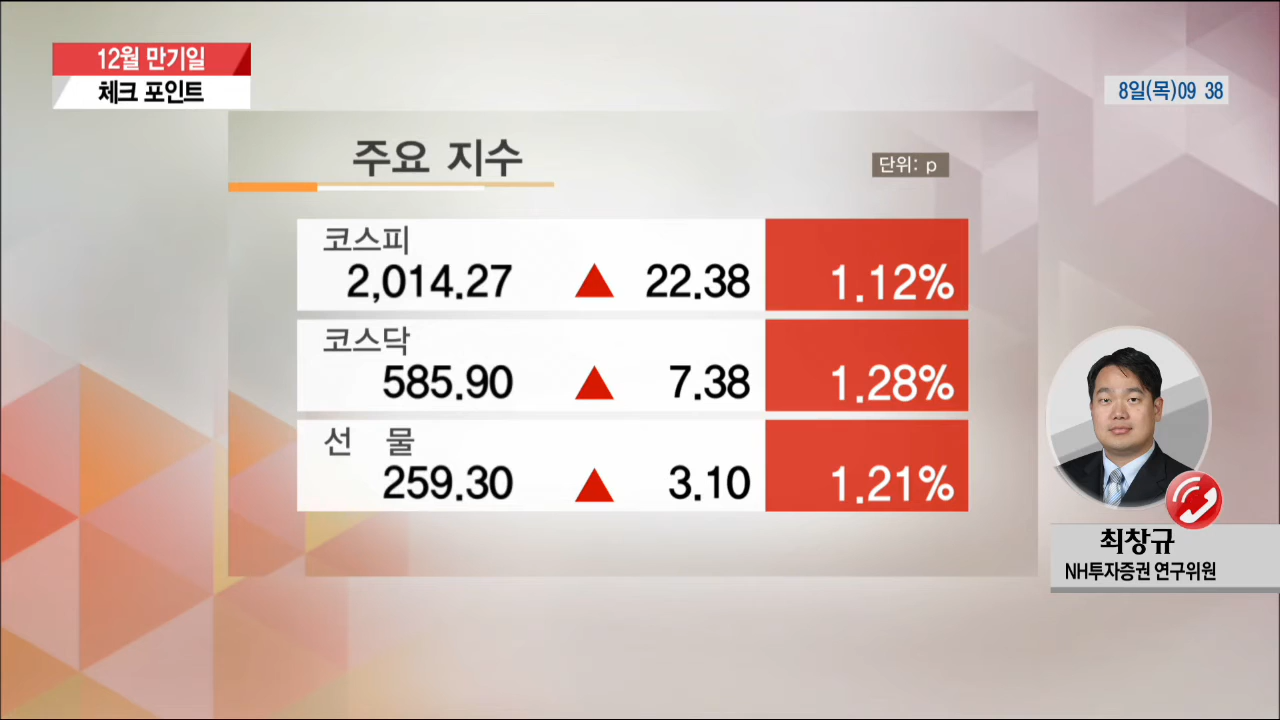 12월 만기일
체크 포인트
8일(목)09 38
주요 지수
단위: p
코스피
2,014.27 ▲ 22.38 1.12%
코스닥
585.90 ▲ 7.38 1.28%
선 물
259.30 ▲ 3.10 1.21%
최창규
NH투자증권 연구위원